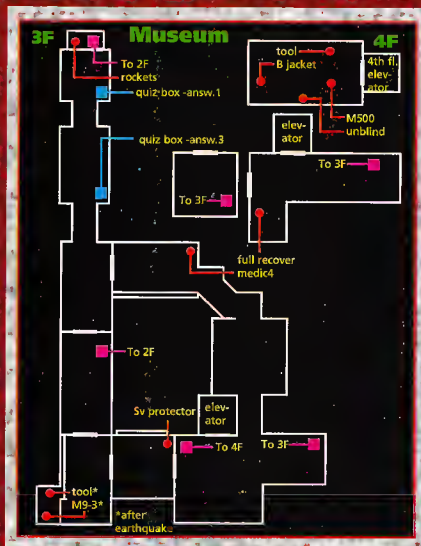 3F
Museum
4F
To 2F
rockets
quiz box -answ.1
quiz box -answ.3
tool
B jacket
4th fl.
elev-
ator
M500
unblind
elev-
ator
To 3F
To 3F
full recover
medic4
To 2F
Sv protector
elev-
ator
To 4F
To 3F
tool*
M9-3*
*after
earthquake